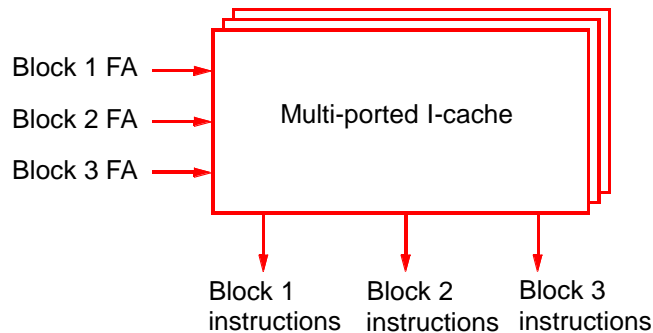 Block 1 FA
Block 2 FA
Block 3 FA
Multi-ported I-cache
Block 1
instructions
Block 2
instructions
Block 3
instructions